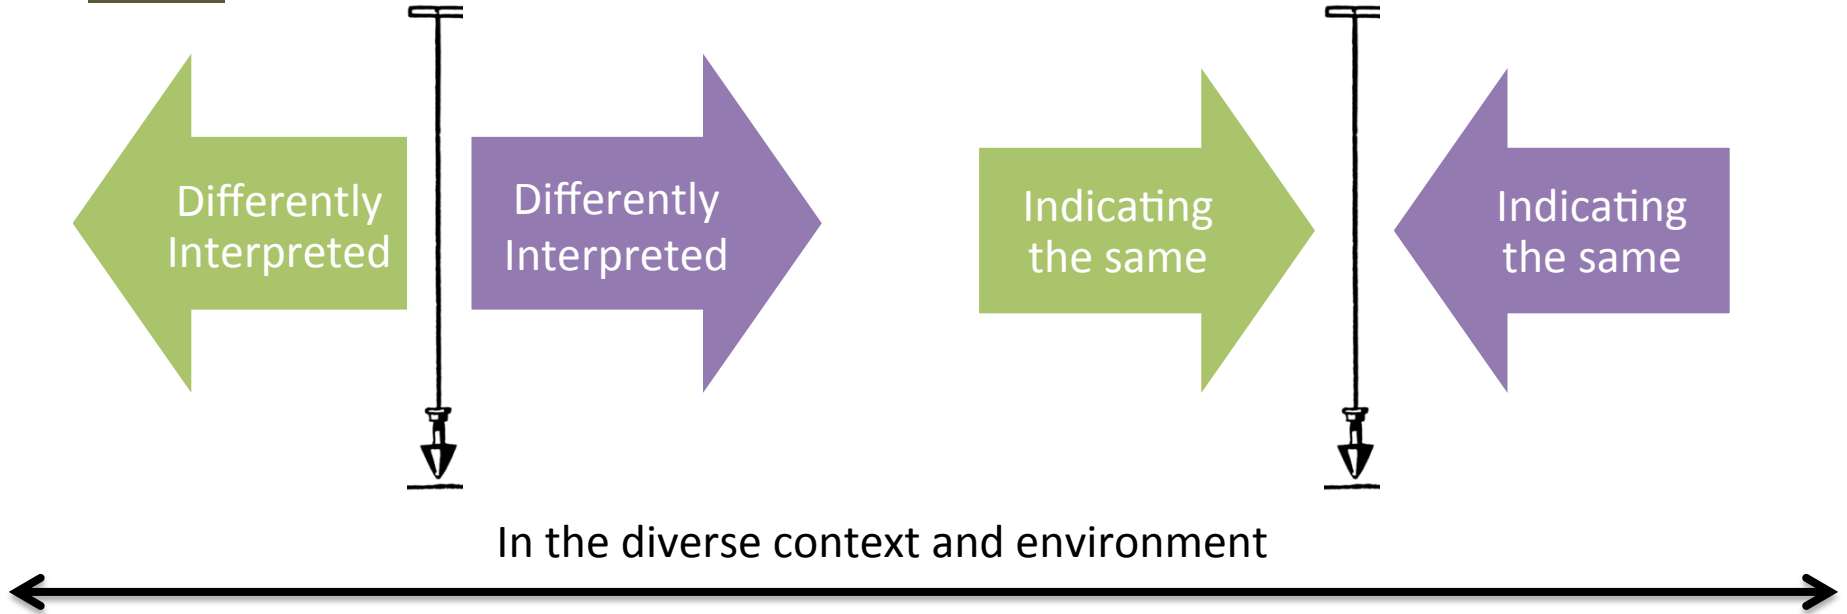 Differently
Interpreted
Differently
Interpreted
Indicating
the same
Indicating
the same
In the diverse context and environment